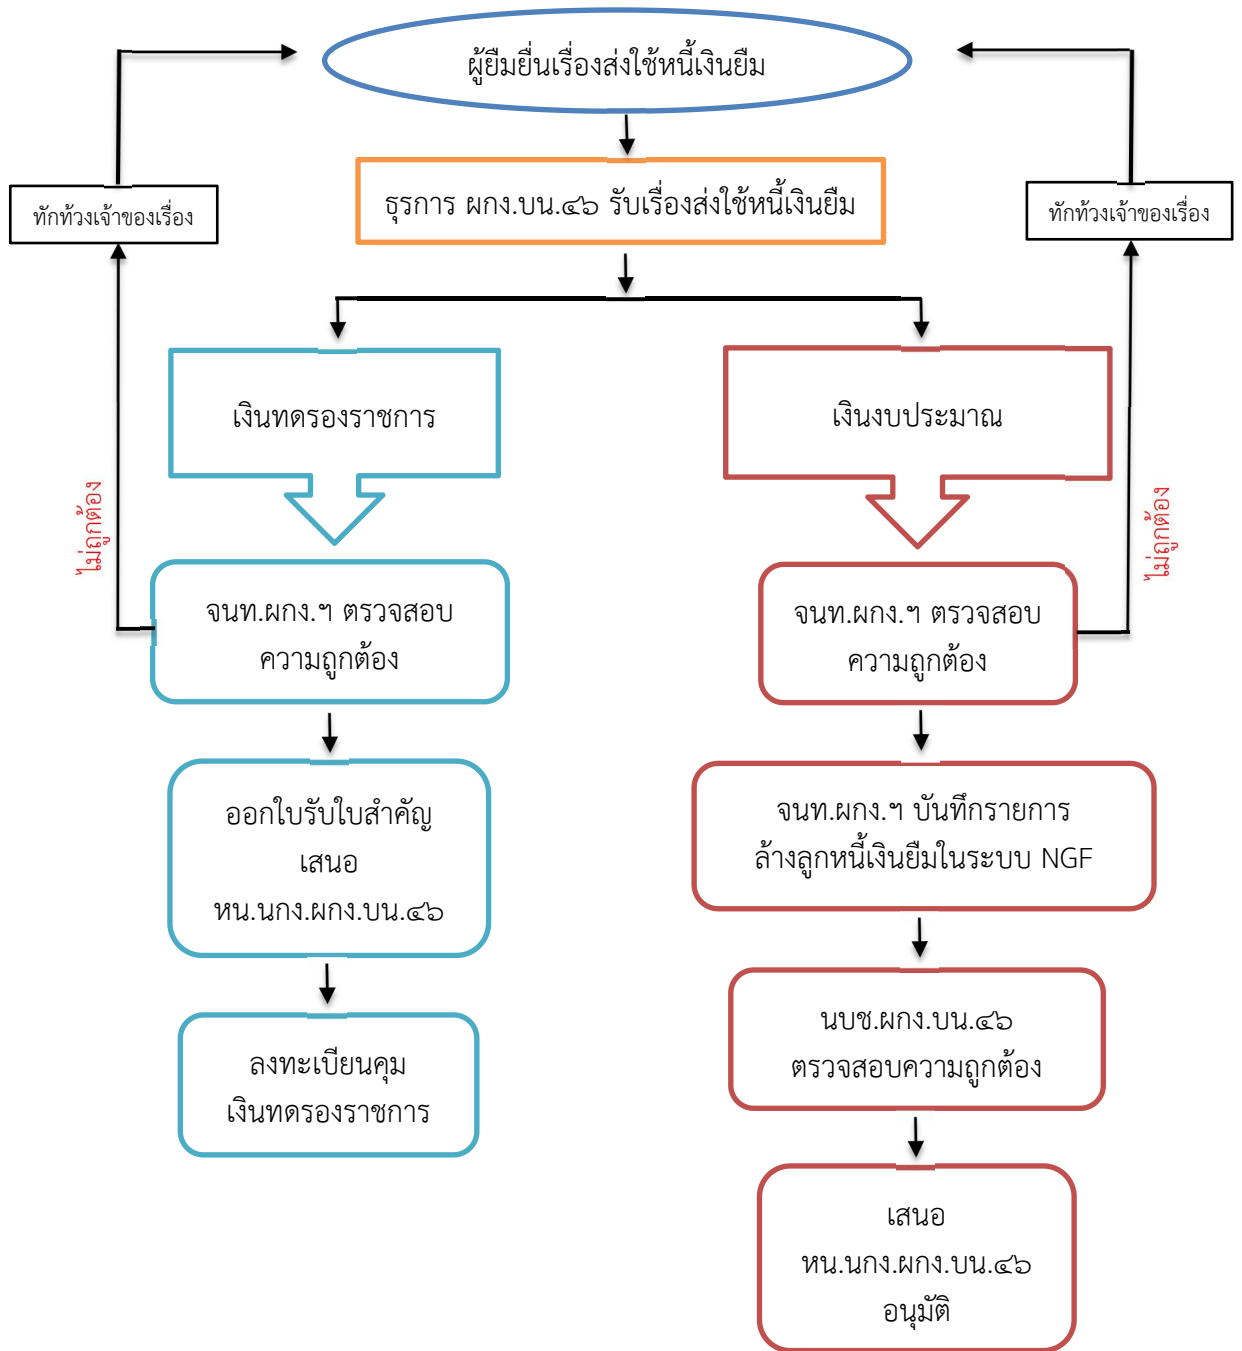 ผู้ยืมยื่นเรื่องส่งใช้หนี้เงินยืม
ธุรการ ผกง.บน.๔๖ รับเรื่องส่งใช้หนี้เงินยืม
ทักท้วงเจ้าของเรื่อง
ทักท้วงเจ้าของเรื่อง
เงินทดรองราชการ
เงินงบประมาณ
ไม่ถูกต้อง
ไม่ถูกต้อง
จนท.ผกง.ฯ ตรวจสอบ
ความถูกต้อง
จนท.ผกง.ฯ ตรวจสอบ
ความถูกต้อง
ออกใบรับใบสำคัญ
เสนอ
หน.นกง.ผกง.บน.๔๖
จนท.ผกง.ฯ บันทึกรายการ
ล้างลูกหนี้เงินยืมในระบบ NGF
ลงทะเบียนคุม
เงินทดรองราชการ
นบช.ผกง.บน.๔๖
ตรวจสอบความถูกต้อง
เสนอ
หน.นกง.ผกง.บน.๔๖
อนุมัติ